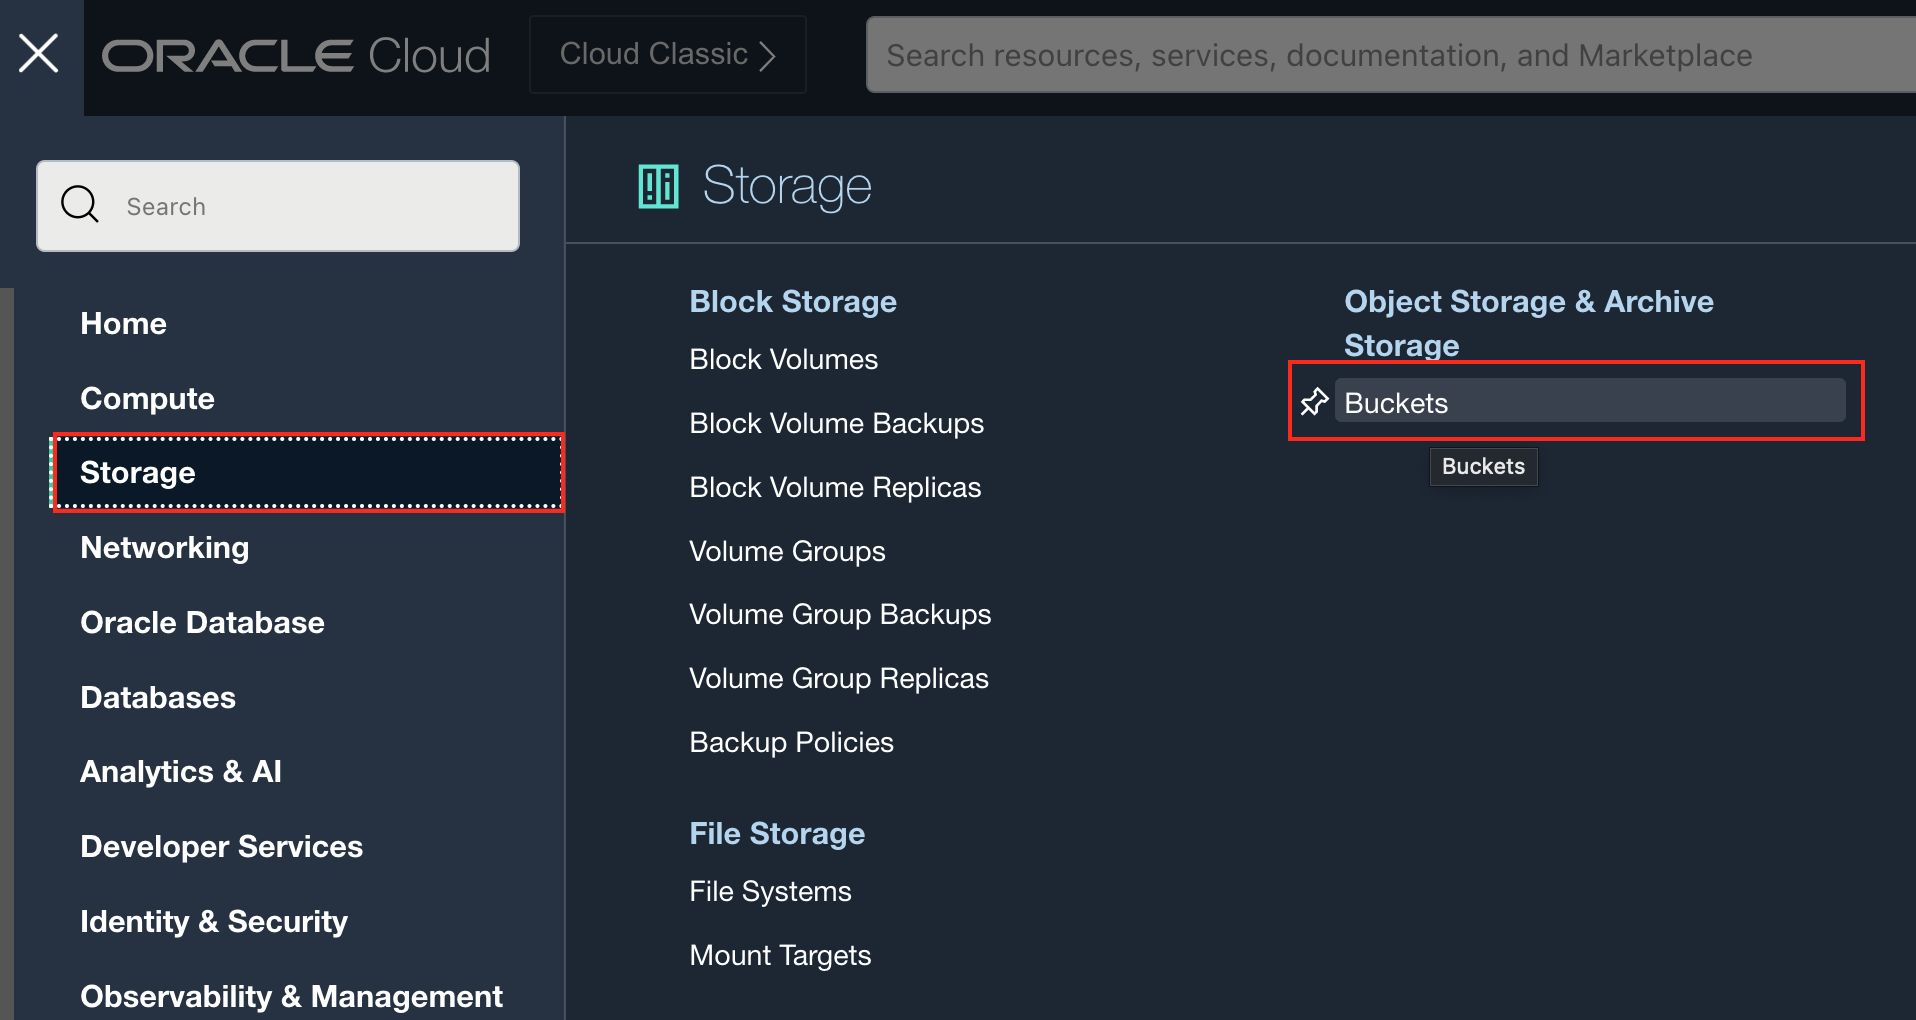 ORACLE Cloud
Cloud Classic
Search resources, services, documentation, and Marketplace
Search
Home
Compute
Storage
Networking
Oracle Database
Databases
Analytics & AI
Developer Services
Identity & Security
Observability & Management
Storage
Block Storage
Block Volumes
Block Volume Backups
Block Volume Replicas
Volume Groups
Volume Group Backups
Volume Group Replicas
Backup Policies
File Storage
File Systems
Mount Targets
Object Storage & Archive
Storage
Buckets
Buckets